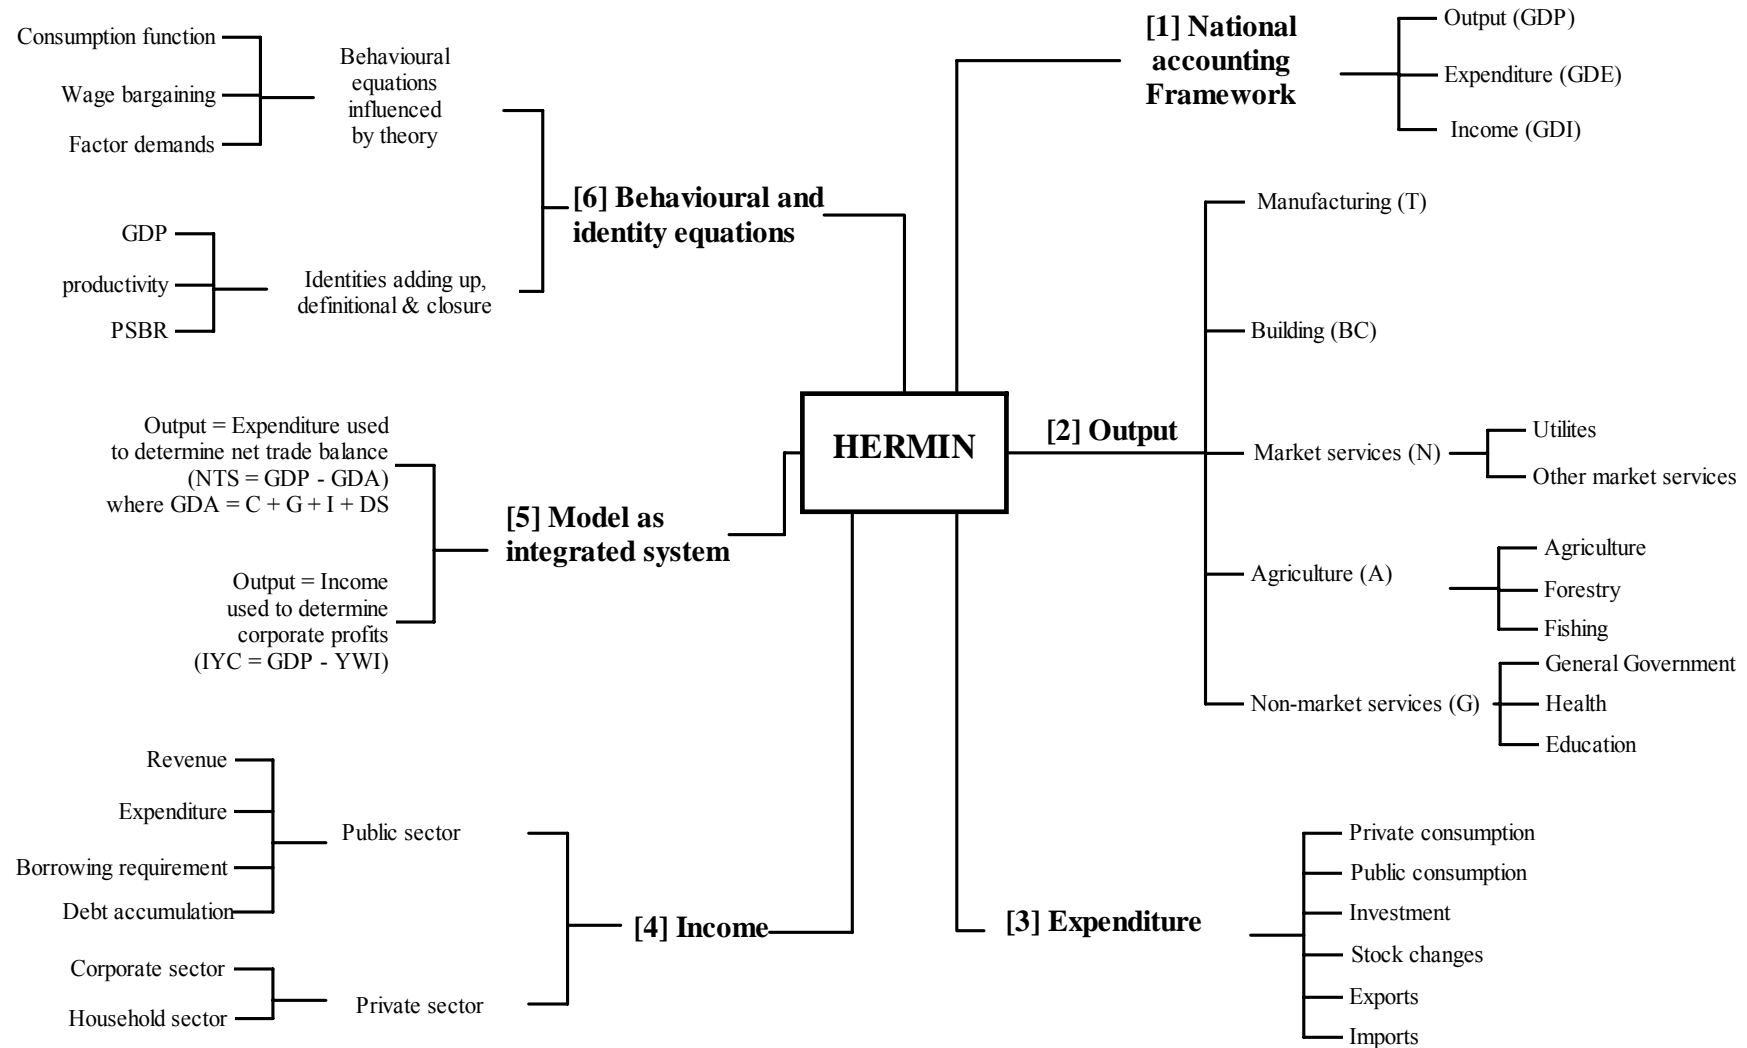 HERMIN
[1] National
accounting
Framework
Output (GDP)
Expenditure (GDE)
Income (GDI)
[2] Output
Manufacturing (T)
Building (BC)
Market services (N)
Utilites
Other market services
Agriculture (A)
Agriculture
Forestry
Fishing
Non-market services (G)
General Government
Health
Education
[3] Expenditure
Private consumption
Public consumption
Investment
Stock changes
Exports
Imports
[4] Income
Public sector
Revenue
Expenditure
Borrowing requirement
Debt accumulation
Private sector
Corporate sector
Household sector
[5] Model as
integrated system
Output = Expenditure used
to determine net trade balance
(NTS = GDP - GDA)
where GDA = C + G + I + DS
Output = Income
used to determine
corporate profits
(IYC = GDP - YWI)
[6] Behavioural and
identity equations
Behavioural
equations
influenced
by theory
Consumption function
Wage bargaining
Factor demands
Identities adding up,
definitional & closure
GDP
productivity
PSBR